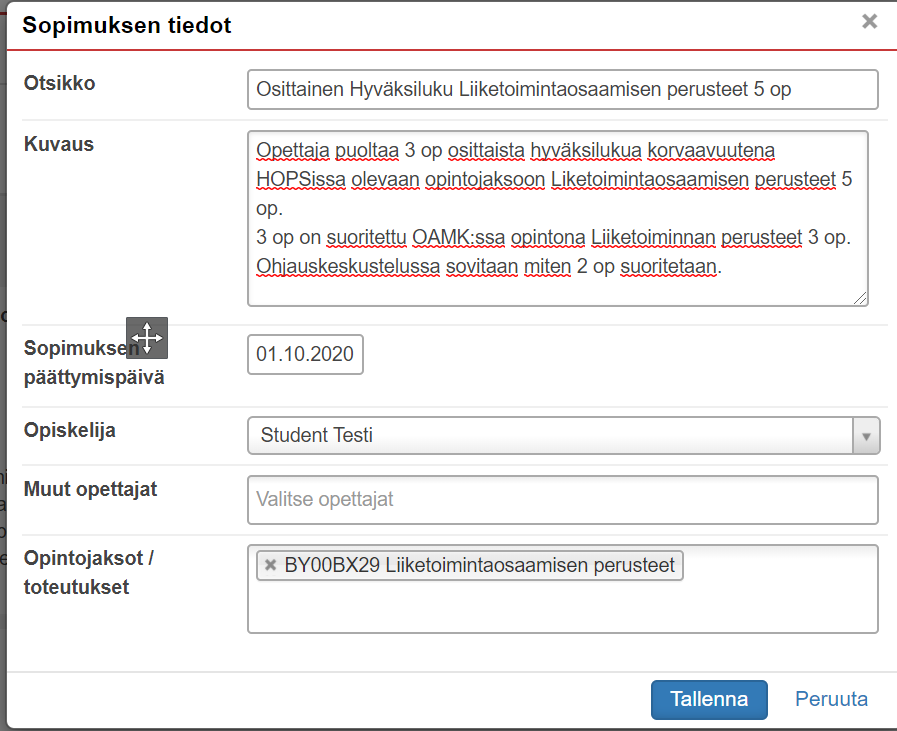 Sopimuksen tiedot
Otsikko
Osittainen Hyväksiluku Liiketoimintaosaamisen perusteet 5 op
Kuvaus
Opettaja puoltaa 3 op osittaista hyväksilukua korvaavuutena
HOPSissa olevaan opintojaksoon Liketoimintaosaamisen perusteet 5
op.
3 op on suoritettu OAMK:ssa opintona Liiketoiminnan perusteet 3 op.
Ohjauskeskustelussa sovitaan miten 2 op suoritetaan.
Sopimuksen
päättymispäivä
01.10.2020
Opiskelija
Student Testi
Muut opettajat
Valitse opettajat
Opintojaksot /
toteutukset
BY00BX29 Liiketoimintaosaamisen perusteet
Tallenna
Peruuta